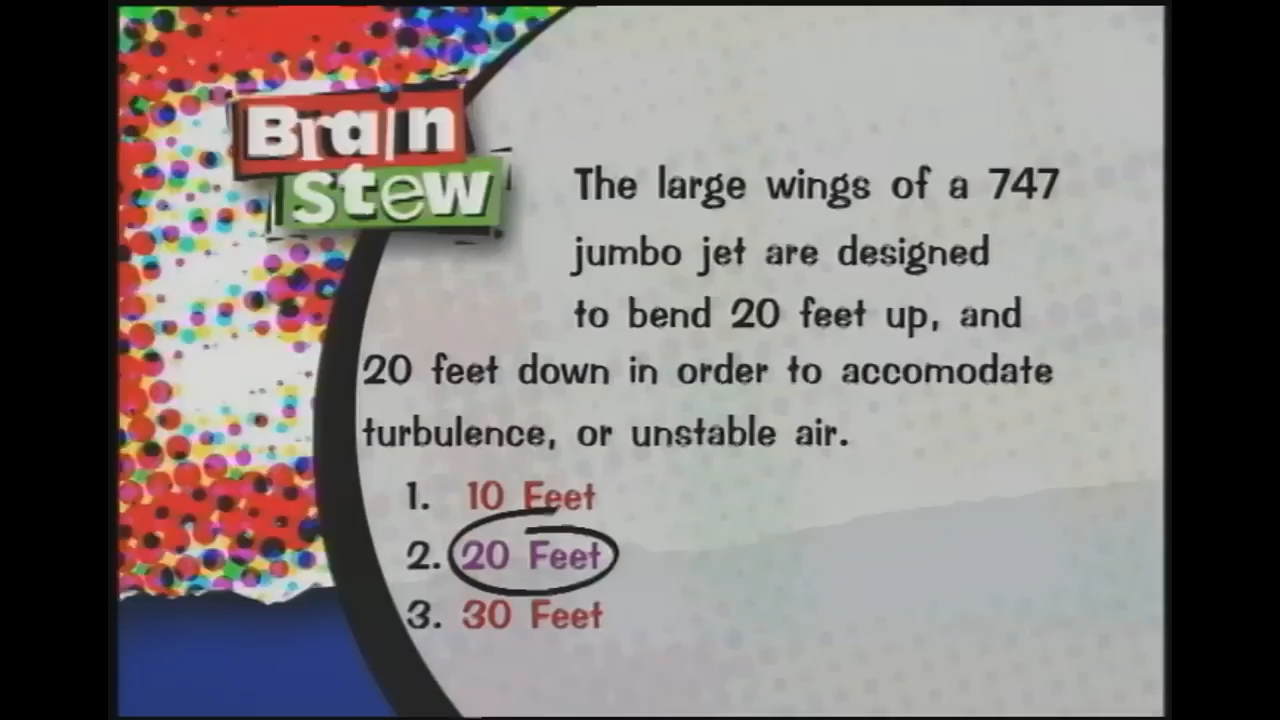 Brain
Stew
The large wings of a 747
jumbo jet are designed
to bend 20 feet up, and
20 feet down in order to accomodate
turbulence, or unstable air.
1. 10 Feet
2. 20 Feet
3. 30 Feet